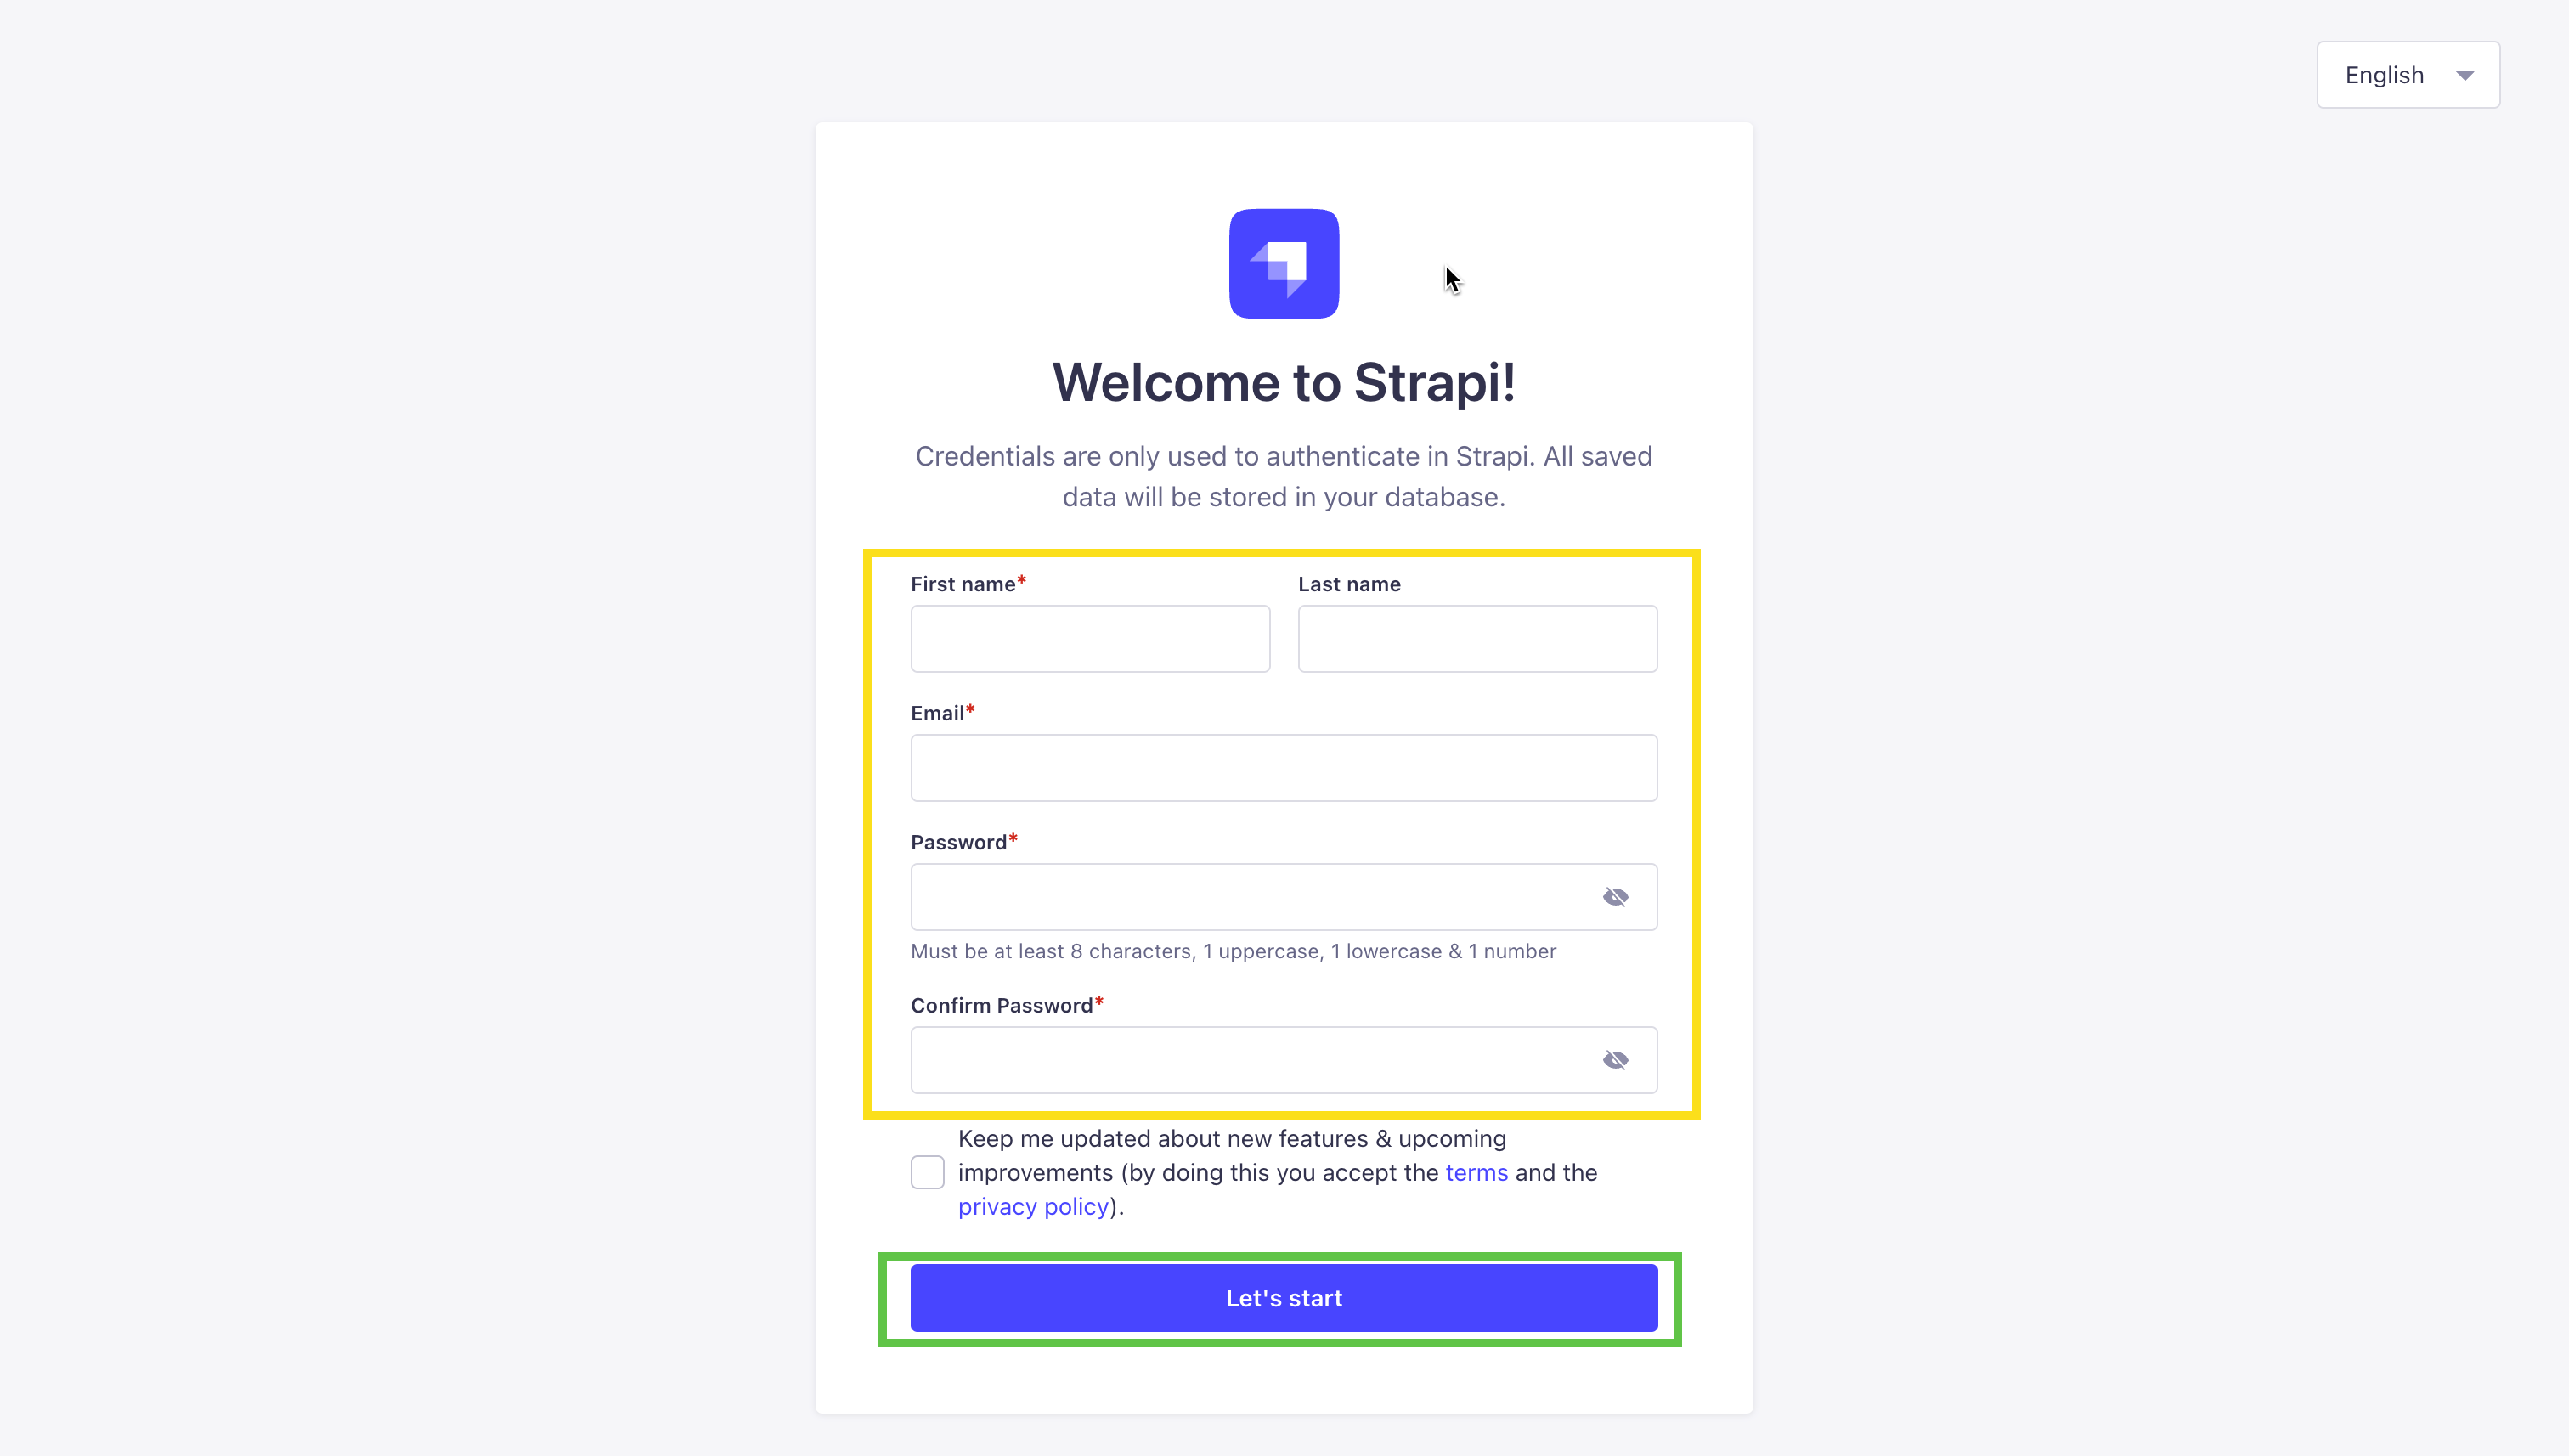 English
Welcome to Strapi!
Credentials are only used to authenticate in Strapi. All saved
data will be stored in your database.
First name*
Last name
Email*
Password*
Must be at least 8 characters, 1 uppercase, 1 lowercase & 1 number
Confirm Password*
Keep me updated about new features & upcoming
improvements (by doing this you accept the terms and the
privacy policy).
Let's start